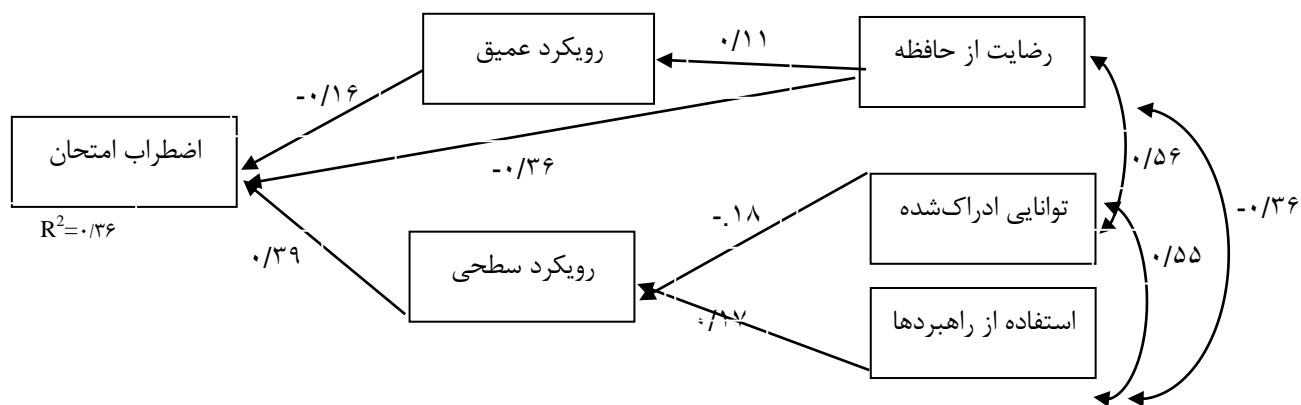 رضایت از حافظه
۰/۱۱
رویکرد عمیق
-۰/۱۶
اضطراب امتحان
R²=۰/۳۶
-۰/۳۶
۰/۵۶
-۰/۳۶
توانایی ادراک‌شده
-.۱۸
۰/۵۵
رویکرد سطحی
۰/۳۹
استفاده از راهبردها